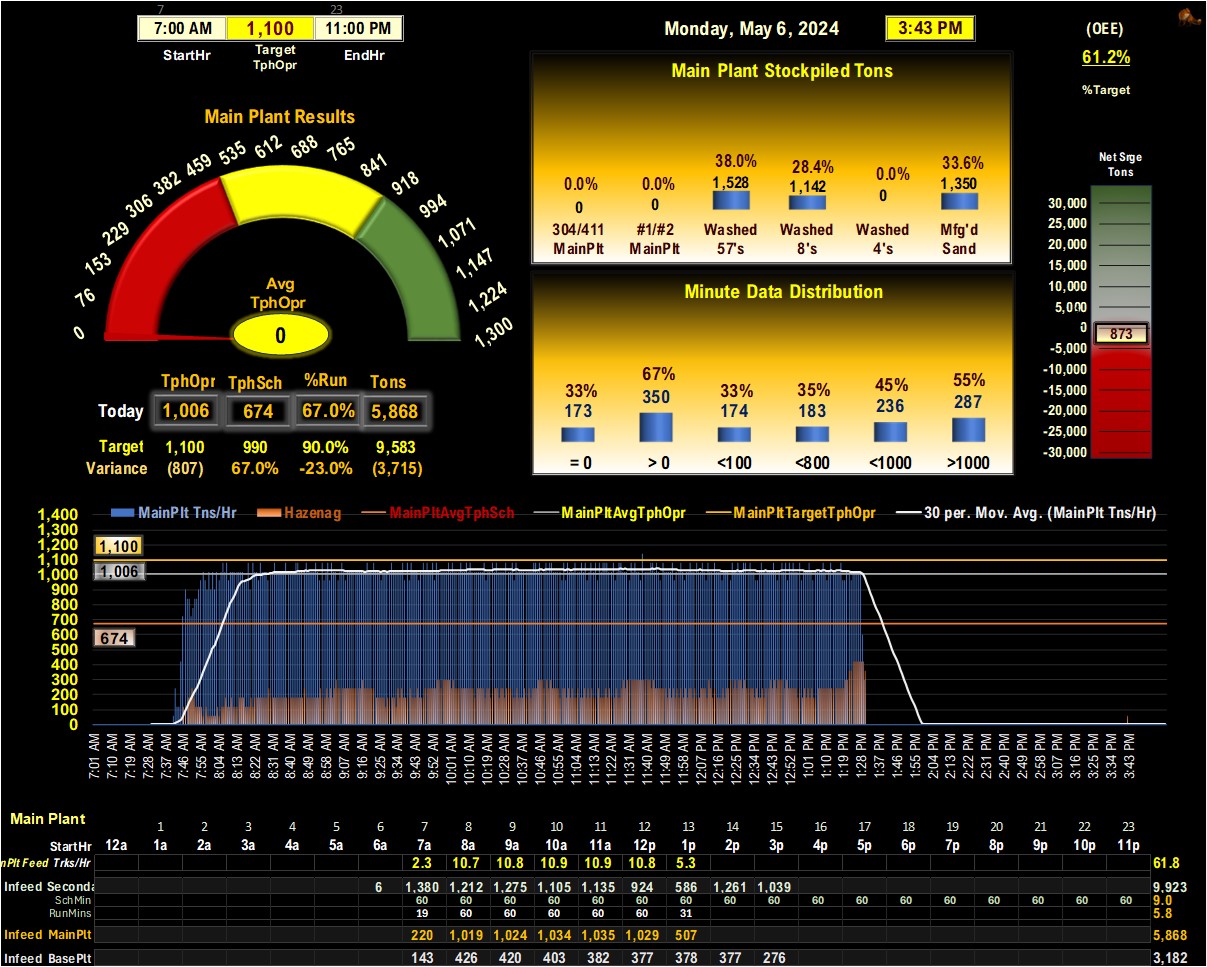 7 23
7:00 AM 1,100 11:00 PM
StartHr Target TphOpr EndHr
Monday, May 6, 2024 3:43 PM
(OEE)
61.2%
%Target
Main Plant Results
0 76 153 229 306 382 459 535 612 688 765 841 918 994 1,071 1,147 1,224 1,300
Avg
TphOpr
0
TphOpr TphSch %Run Tons
Today 1,006 674 67.0% 5,868
Target 1,100 990 90.0% 9,583
Variance (807) 67.0% -23.0% (3,715)
Main Plant Stockpiled Tons
0.0% 0.0% 38.0% 28.4% 0.0% 33.6%
0 0 1,528 1,142 0 1,350
304/411 #1/#2 Washed Washed Washed Mfg'd
MainPlt MainPlt 57's 8's 4's Sand
Minute Data Distribution
33% 67% 33% 35% 45% 55%
173 350 174 183 236 287
= 0 > 0 <100 <800 <1000 >1000
Net Srge
Tons
30,000
25,000
20,000
15,000
10,000
5,000
0
873
-5,000
-10,000
-15,000
-20,000
-25,000
-30,000
MainPlt Tns/Hr Hazenag MainPltAvgTphSch MainPltAvgTphOpr MainPltTargetTphOpr 30 per. Mov. Avg. (MainPlt Tns/Hr)
1,400
1,300
1,200
1,100
1,000
900
800
700
600
500
400
300
200
100
0
1,100
1,006
674
7:01 AM 7:10 AM 7:19 AM 7:28 AM 7:37 AM 7:46 AM 7:55 AM 8:04 AM 8:13 AM 8:22 AM 8:31 AM 8:40 AM 8:49 AM 8:58 AM 9:07 AM 9:16 AM 9:25 AM 9:34 AM 9:43 AM 9:52 AM 10:01 AM 10:10 AM 10:19 AM 10:28 AM 10:37 AM 10:46 AM 10:55 AM 11:04 AM 11:13 AM 11:22 AM 11:31 AM 11:40 AM 11:49 AM 11:58 AM 12:07 PM 12:16 PM 12:25 PM 12:34 PM 12:43 PM 12:52 PM 1:01 PM 1:10 PM 1:19 PM 1:28 PM 1:37 PM 1:46 PM 1:55 PM 2:04 PM 2:13 PM 2:22 PM 2:31 PM 2:40 PM 2:49 PM 2:58 PM 3:07 PM 3:16 PM 3:25 PM 3:34 PM 3:43 PM
Main Plant
1 2 3 4 5 6 7 8 9 10 11 12 13 14 15 16 17 18 19 20 21 22 23
StartHr 12a 1a 2a 3a 4a 5a 6a 7a 8a 9a 10a 11a 12p 1p 2p 3p 4p 5p 6p 7p 8p 9p 10p 11p
nPlt Feed Trks/Hr 2.3 10.7 10.8 10.9 10.9 10.8 5.3 61.8
Infeed Seconda 6 1,380 1,212 1,275 1,105 1,135 924 586 1,261 1,039 9,923
SchMin 60 60 60 60 60 60 60 60 60 60 60 60 60 60 60 60 60 9.0
RunMins 19 60 60 60 60 60 31 5.8
Infeed MainPlt 220 1,019 1,024 1,034 1,035 1,029 507 5,868
Infeed BasePlt 143 426 420 403 382 377 378 377 276 3,182